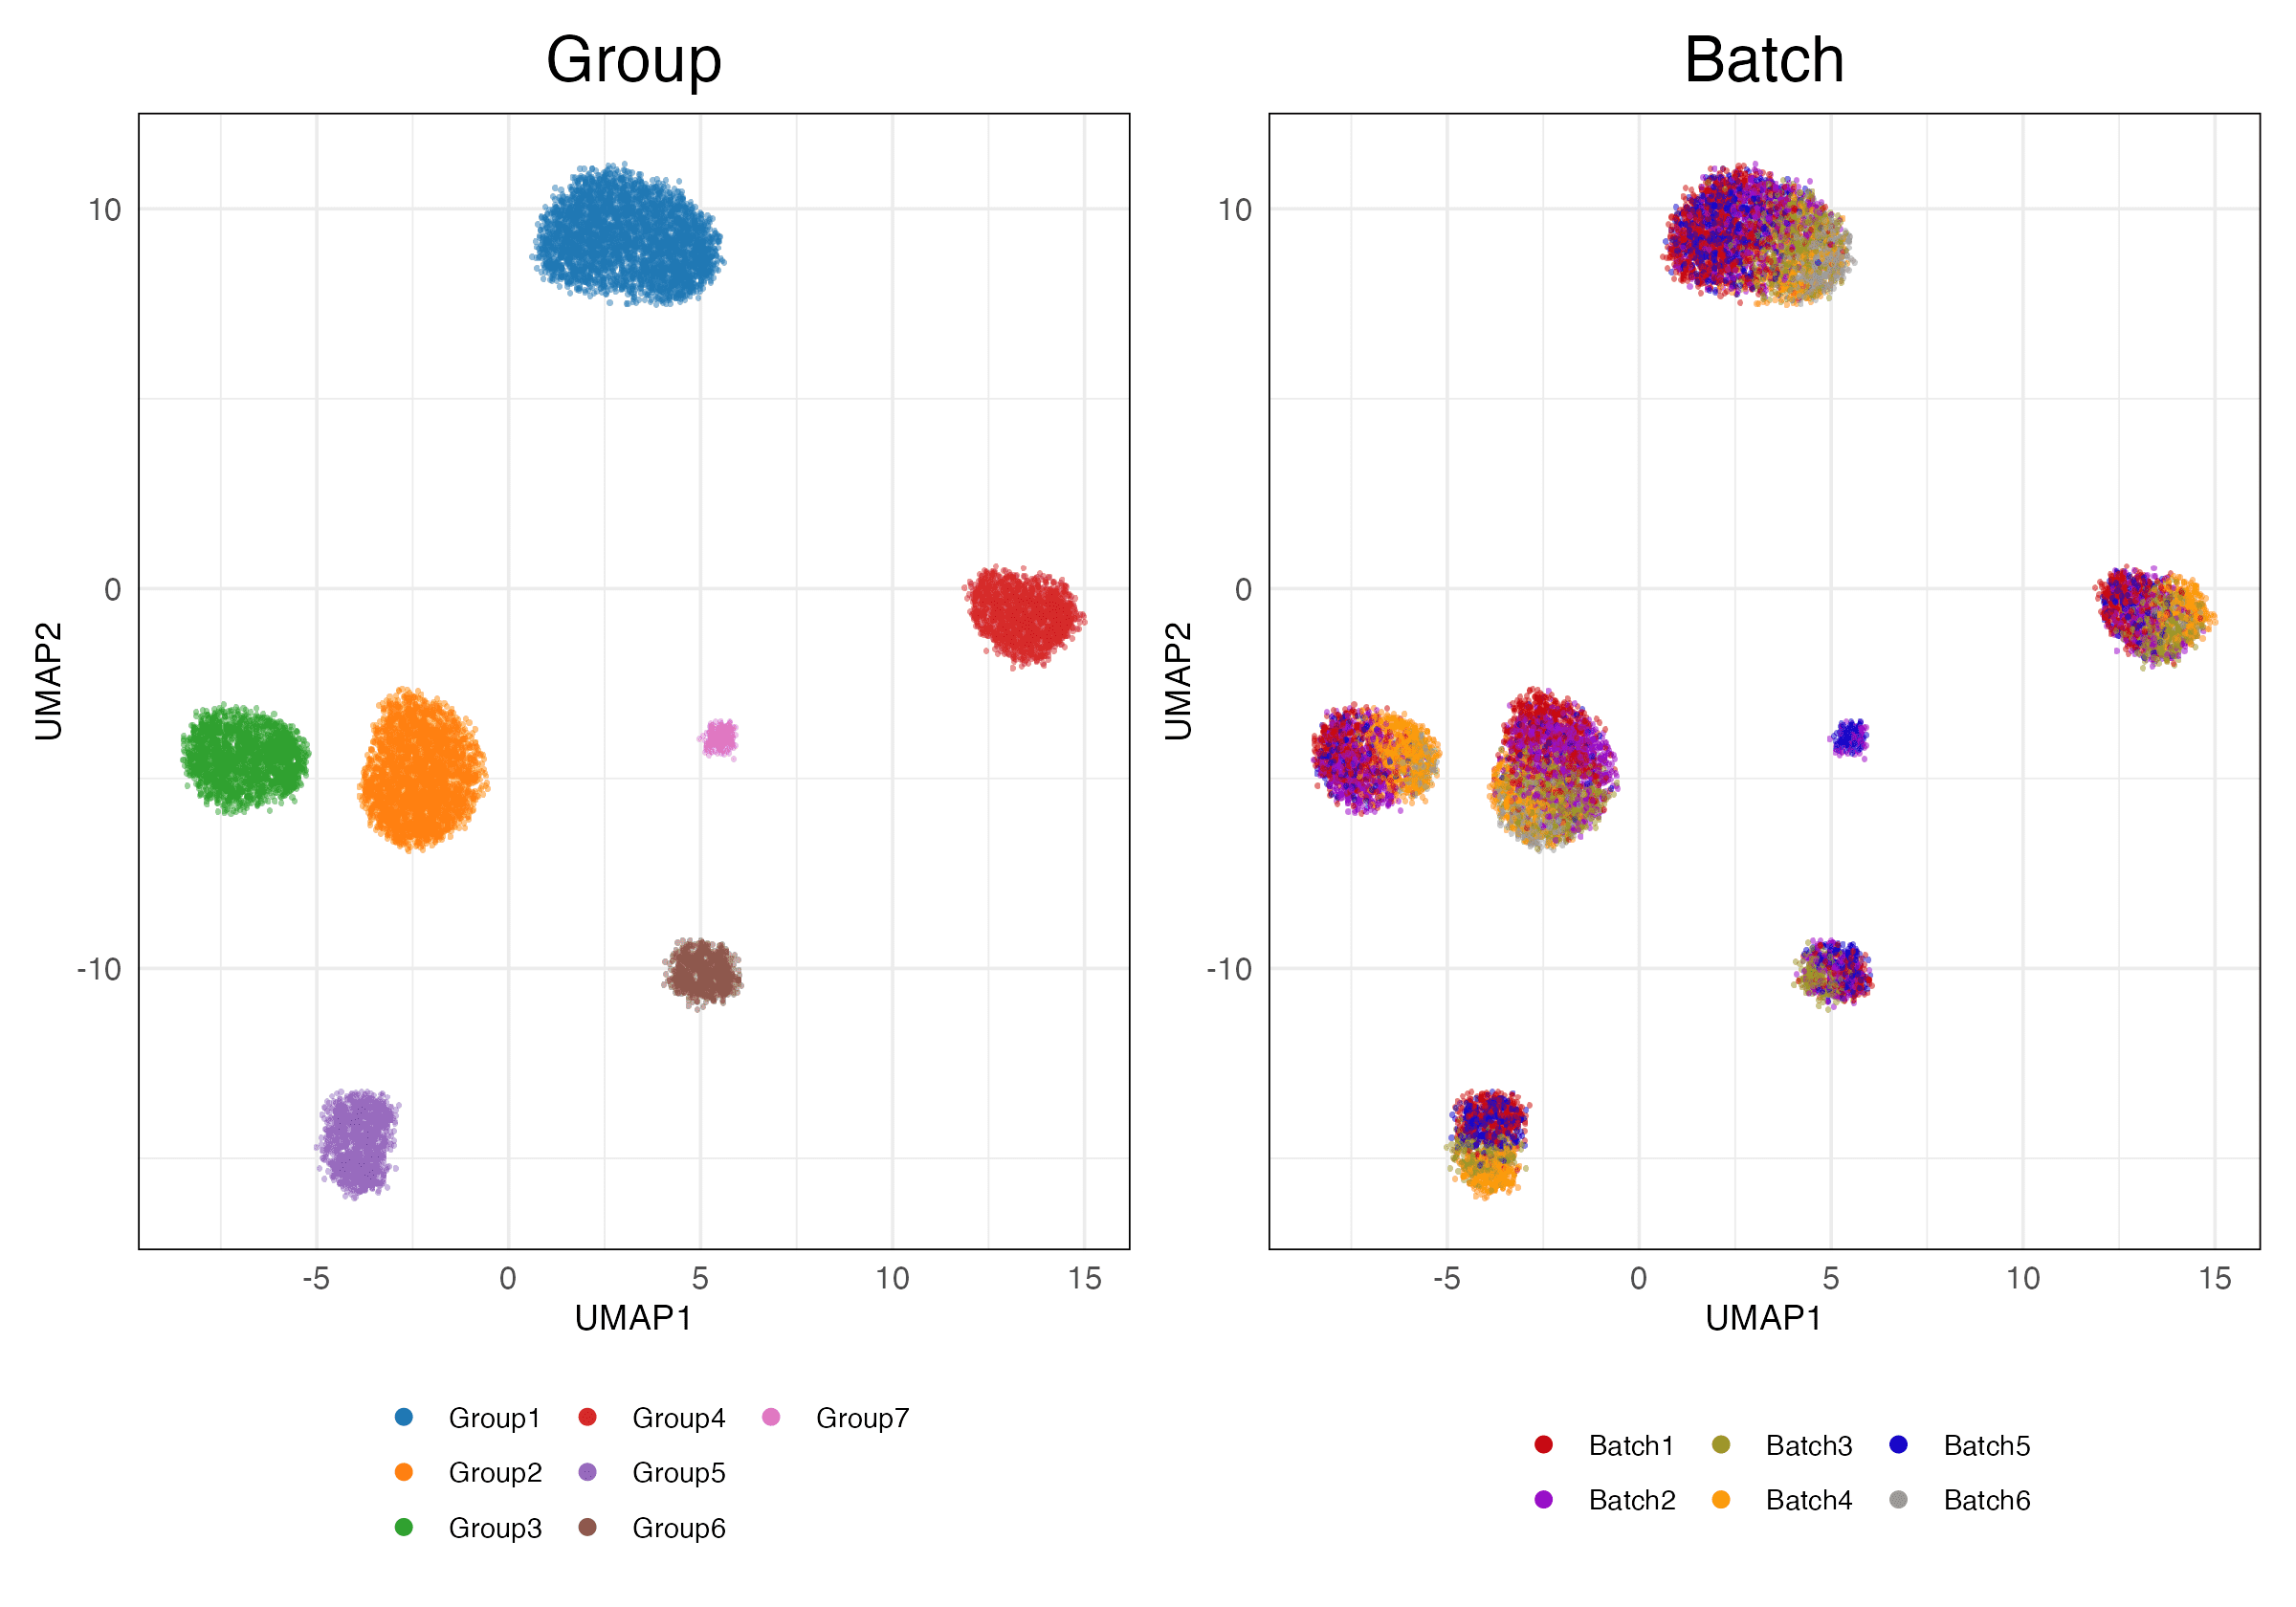 Group
Batch
UMAP2
10
0
-10
-5 0 5 10 15
UMAP1
UMAP2
10
0
-10
-5 0 5 10 15
UMAP1
Group1 Group4 Group7
Group2 Group5
Group3 Group6
Batch1 Batch3 Batch5
Batch2 Batch4 Batch6